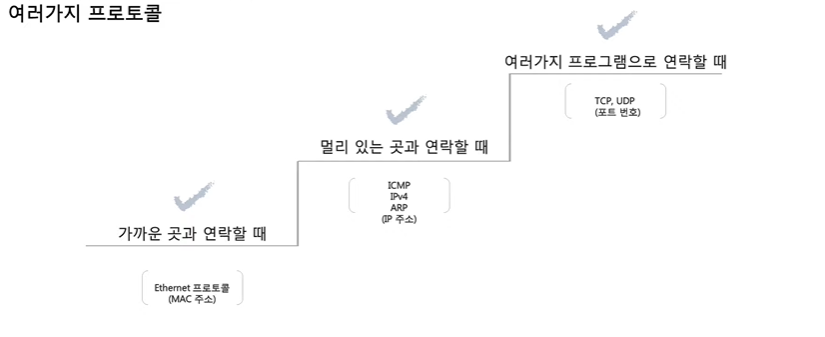 여러가지 프로토콜
여러가지 프로그램으로 연락할 때
TCP, UDP
(포트 번호)
멀리 있는 곳과 연락할 때
ICMP
IPv4
ARP
(IP 주소)
가까운 곳과 연락할 때
Ethernet 프로토콜
(MAC 주소)